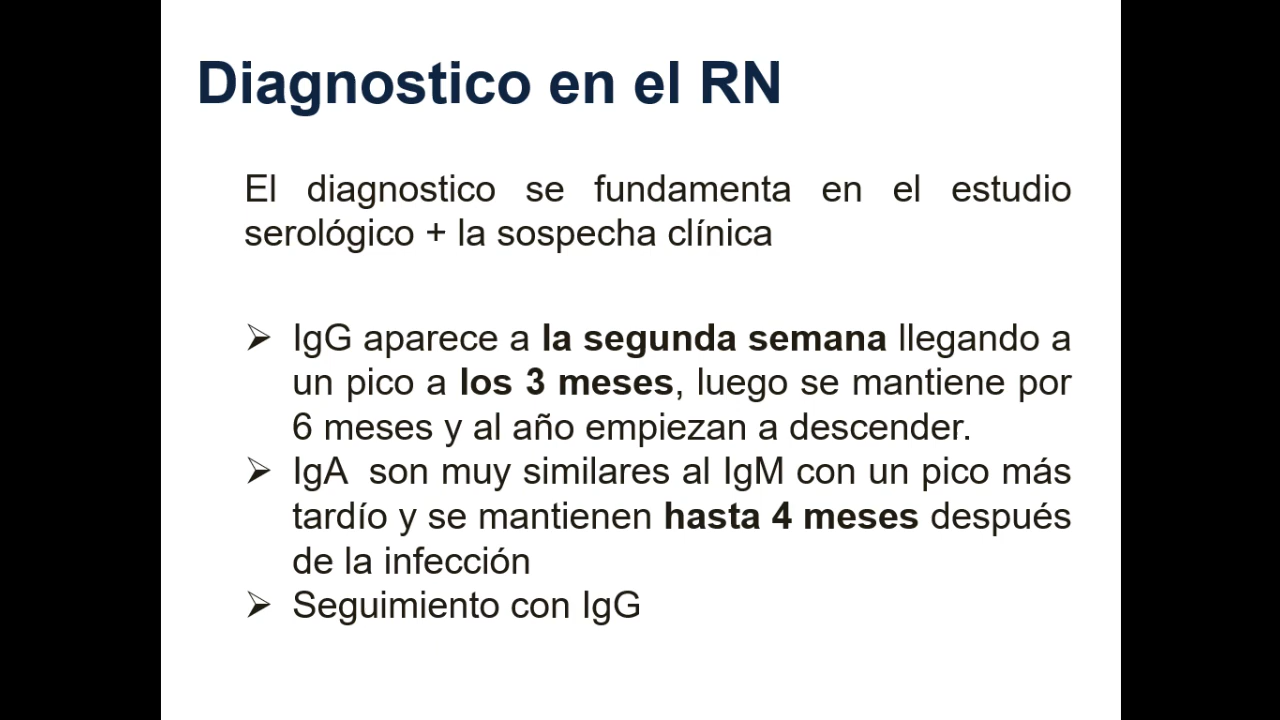 Diagnostico en el RN
El diagnostico se fundamenta en el estudio
serológico + la sospecha clínica
➢ IgG aparece a la segunda semana llegando a
un pico a los 3 meses, luego se mantiene por
6 meses y al año empiezan a descender.
➢ IgA son muy similares al IgM con un pico más
tardío y se mantienen hasta 4 meses después
de la infección
➢ Seguimiento con IgG